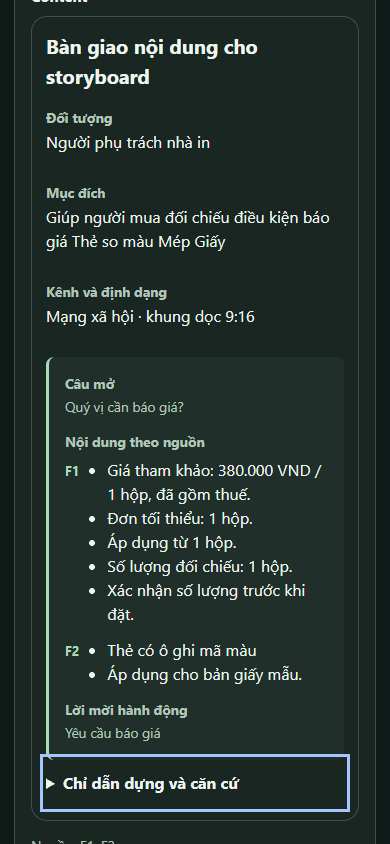 Bàn giao nội dung cho
storyboard
Đối tượng
Người phụ trách nhà in
Mục đích
Giúp người mua đối chiếu điều kiện báo
giá Thẻ so màu Mép Giấy
Kênh và định dạng
Mạng xã hội · khung dọc 9:16
Câu mở
Quý vị cần báo giá?
Nội dung theo nguồn
F1 • Giá tham khảo: 380.000 VND /
1 hộp, đã gồm thuế.
• Đơn tối thiểu: 1 hộp.
• Áp dụng từ 1 hộp.
• Số lượng đối chiếu: 1 hộp.
• Xác nhận số lượng trước khi
đặt.
F2 • Thẻ có ô ghi mã màu
• Áp dụng cho bản giấy mẫu.
Lời mời hành động
Yêu cầu báo giá
▶ Chỉ dẫn dựng và căn cứ